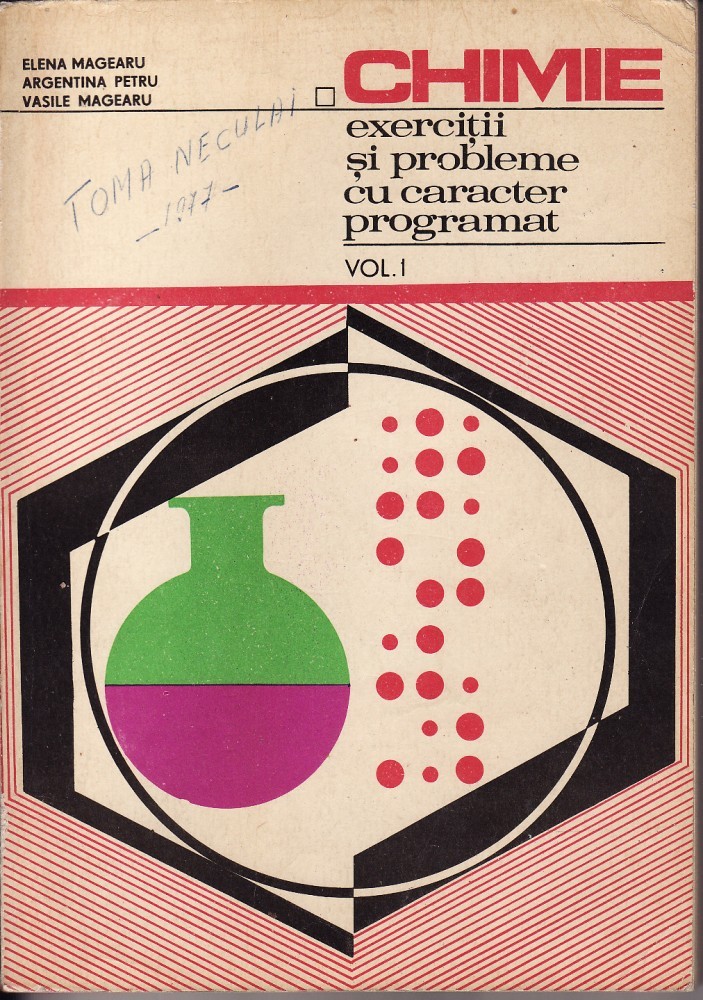 ELENA MAGEARU
ARGENTINA PETRU
VASILE MAGEARU
CHIMIE
exerciții
și probleme
cu caracter
programat
VOL.1
TOMA NECULAI
—1977—